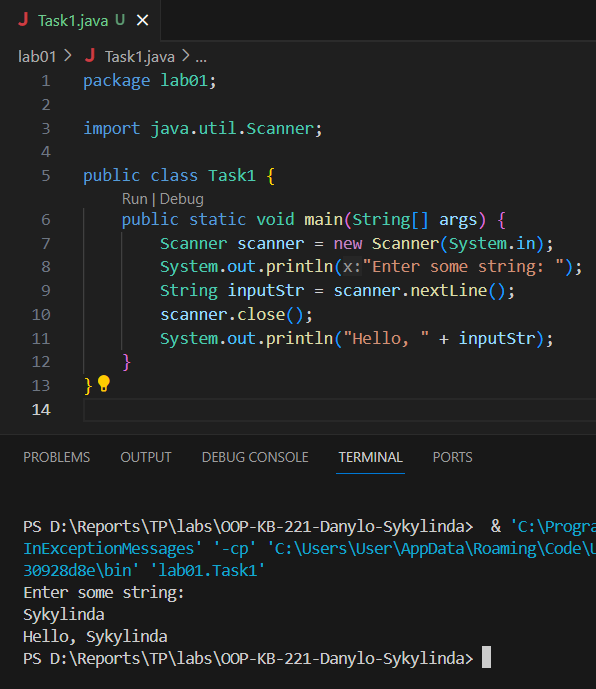 J Task1.java U ×
lab01 > J Task1.java > ...
1 package lab01;
2
3 import java.util.Scanner;
4
5 public class Task1 {
Run | Debug
6 public static void main(String[] args) {
7 Scanner scanner = new Scanner(System.in);
8 System.out.println(x:"Enter some string: ");
9 String inputStr = scanner.nextLine();
10 scanner.close();
11 System.out.println("Hello, " + inputStr);
12 }
13 }
14
PROBLEMS OUTPUT DEBUG CONSOLE TERMINAL PORTS
PS D:\Reports\TP\labs\OOP-KB-221-Danylo-Sykylinda> & 'C:\Progra
InExceptionMessages' '-cp' 'C:\Users\User\AppData\Roaming\Code\U
30928d8e\bin' 'lab01.Task1'
Enter some string:
Sykylinda
Hello, Sykylinda
PS D:\Reports\TP\labs\OOP-KB-221-Danylo-Sykylinda>